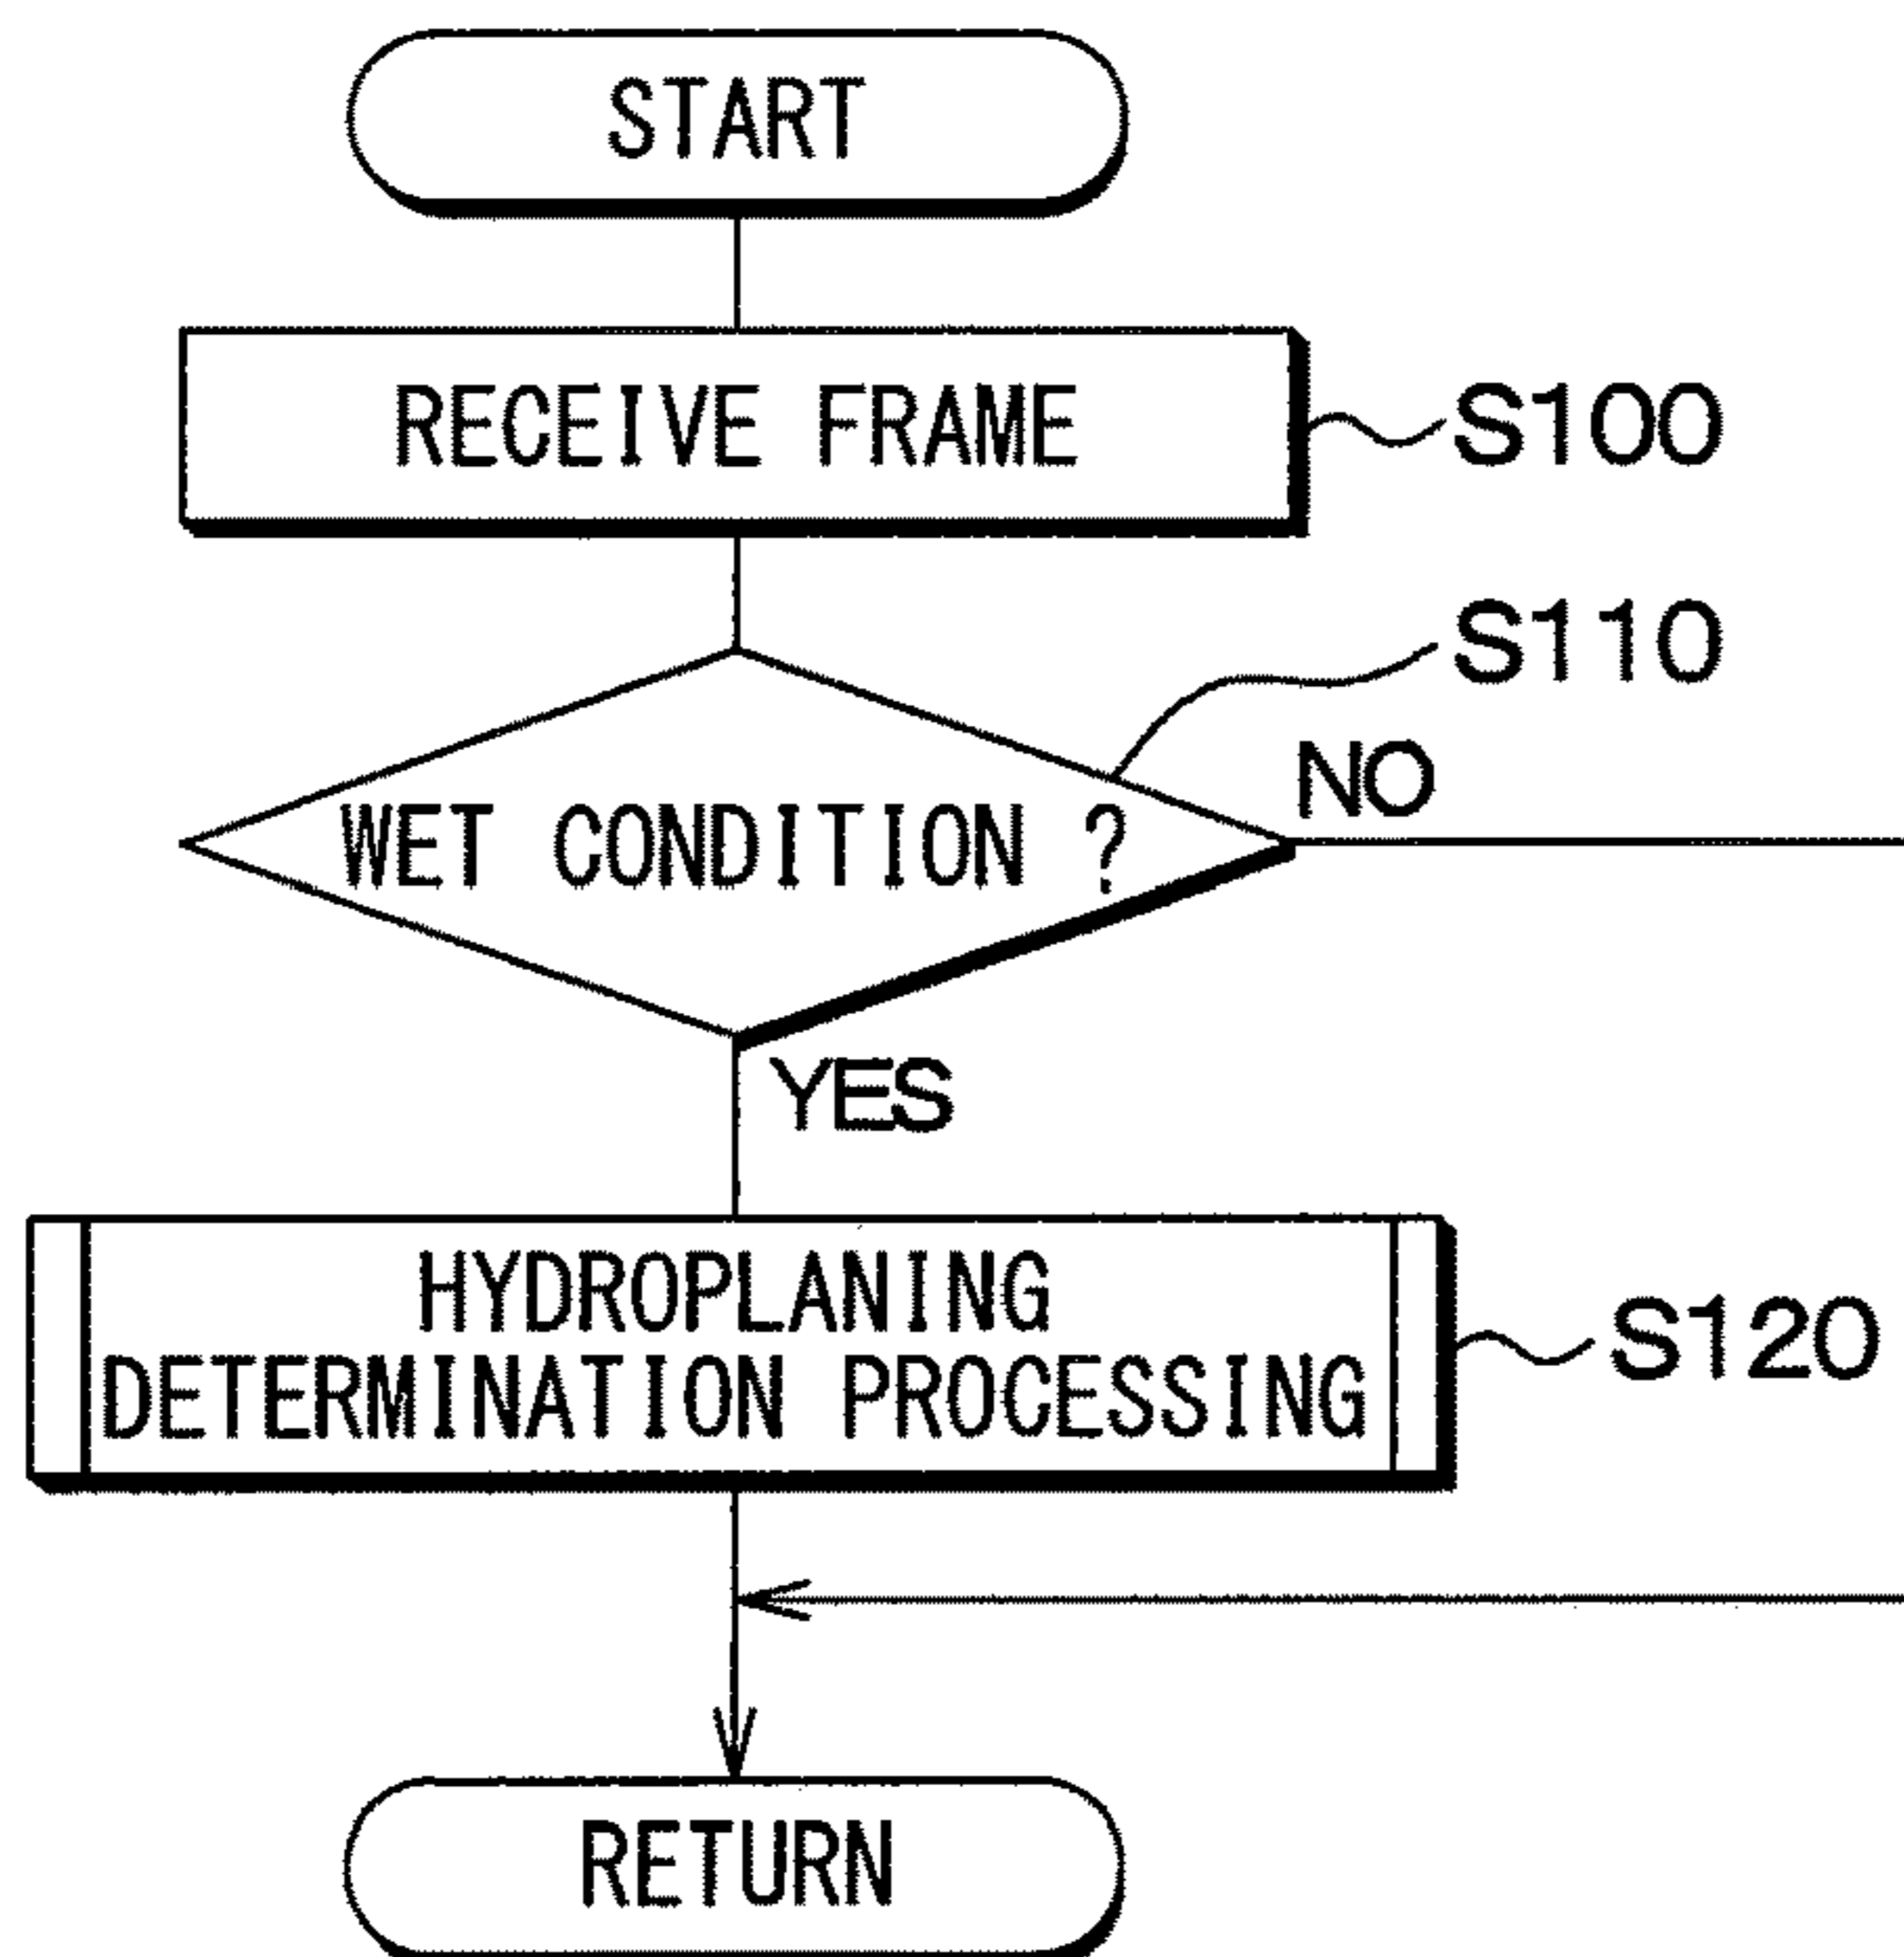 START
RECEIVE FRAME
S100
S110
WET CONDITION ?
NO
YES
HYDROPLANING
DETERMINATION PROCESSING
S120
RETURN